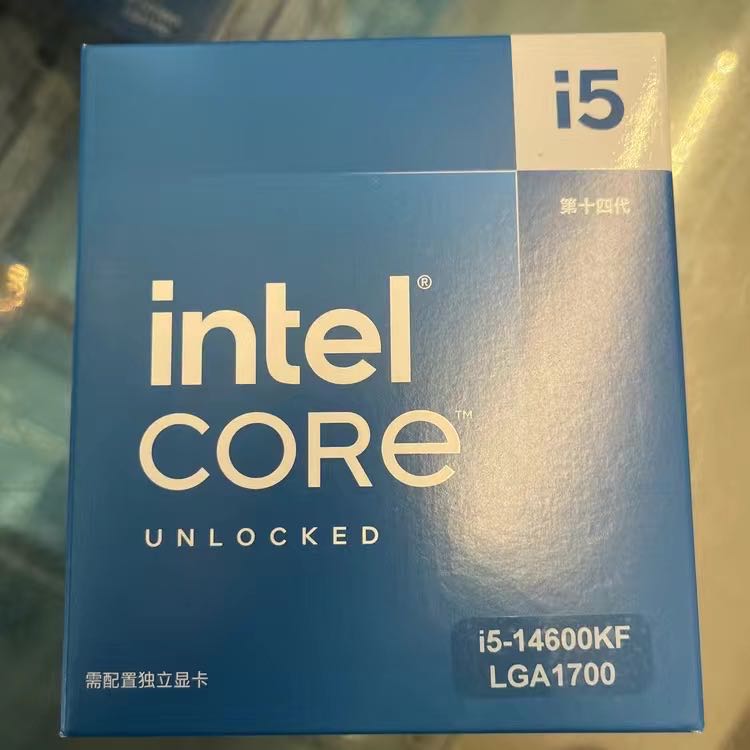 i5
第十四代
intel®
CORE™
UNLOCKED
i5-14600KF
LGA1700
需配置独立显卡